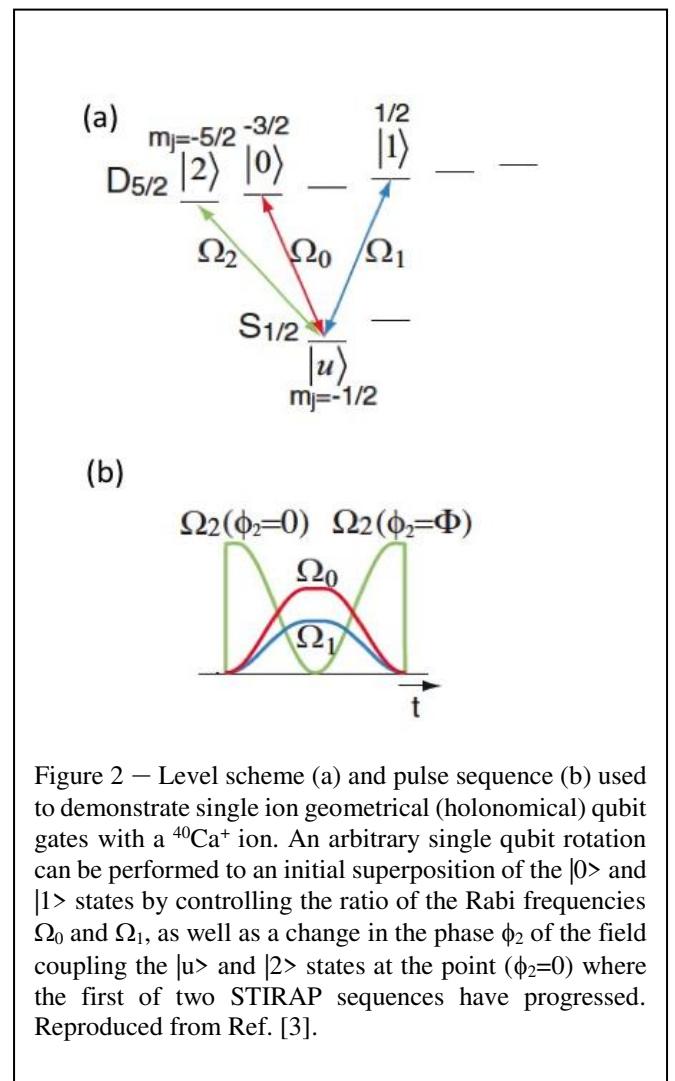 (a)
mj=-5/2 -3/2 1/2
D5/2 |2⟩ |0⟩ |1⟩
Ω2 Ω0 Ω1
S1/2
|u⟩
mj=-1/2
(b)
Ω2(ϕ2=0) Ω2(ϕ2=Φ)
Ω0
Ω1
t
Figure 2 — Level scheme (a) and pulse sequence (b) used
to demonstrate single ion geometrical (holonomical) qubit
gates with a ⁴⁰Ca⁺ ion. An arbitrary single qubit rotation
can be performed to an initial superposition of the |0> and
|1> states by controlling the ratio of the Rabi frequencies
Ω₀ and Ω₁, as well as a change in the phase ϕ₂ of the field
coupling the |u> and |2> states at the point (ϕ₂=0) where
the first of two STIRAP sequences have progressed.
Reproduced from Ref. [3].